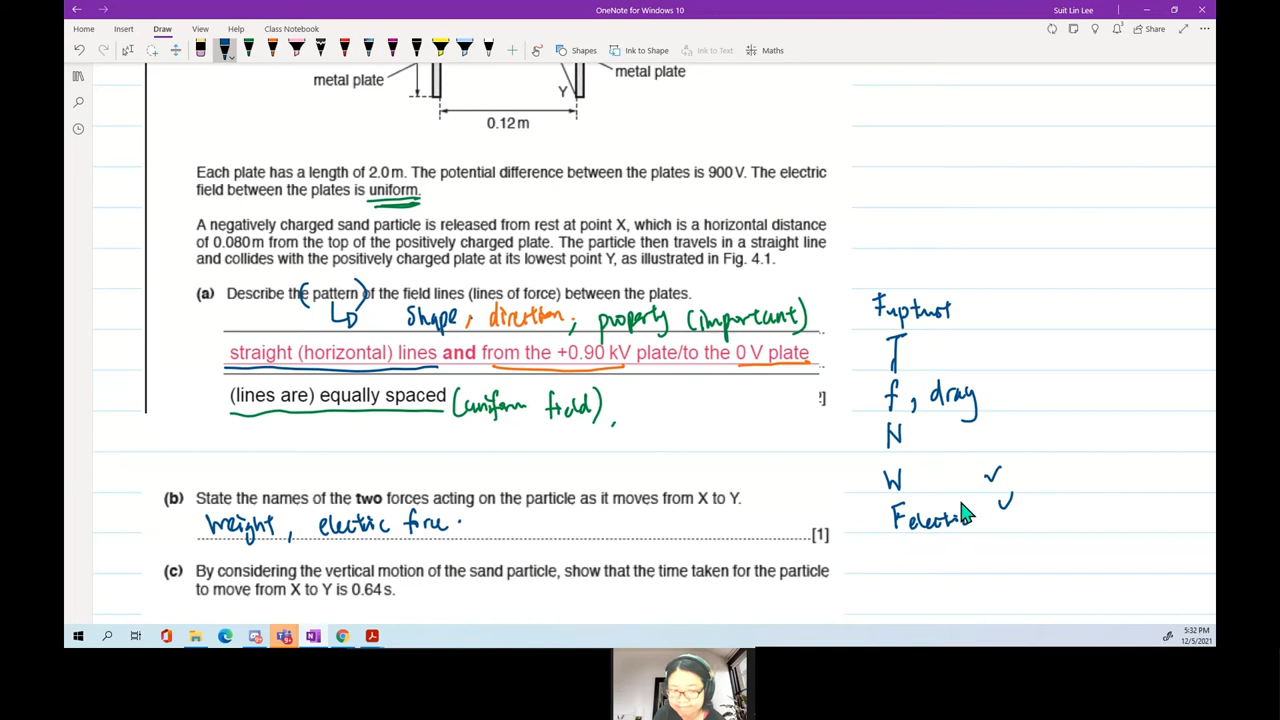 OneNote for Windows 10
Suit Lin Lee
Home Insert Draw View Help Class Notebook
Shapes Ink to Shape Ink to Text Maths Share
metal plate
metal plate
Y
0.12m
Each plate has a length of 2.0m. The potential difference between the plates is 900V. The electric
field between the plates is uniform.
A negatively charged sand particle is released from rest at point X, which is a horizontal distance
of 0.080m from the top of the positively charged plate. The particle then travels in a straight line
and collides with the positively charged plate at its lowest point Y, as illustrated in Fig. 4.1.
(a) Describe the pattern of the field lines (lines of force) between the plates.
shape, direction, property (important)
straight (horizontal) lines and from the +0.90 kV plate/to the 0 V plate
(lines are) equally spaced (uniform field),
2]
(b) State the names of the two forces acting on the particle as it moves from X to Y.
weight, electric force.
[1]
(c) By considering the vertical motion of the sand particle, show that the time taken for the particle
to move from X to Y is 0.64s.
Fupthrust
T
f, drag
N
W ✓
✓
5:32 PM
12/5/2021